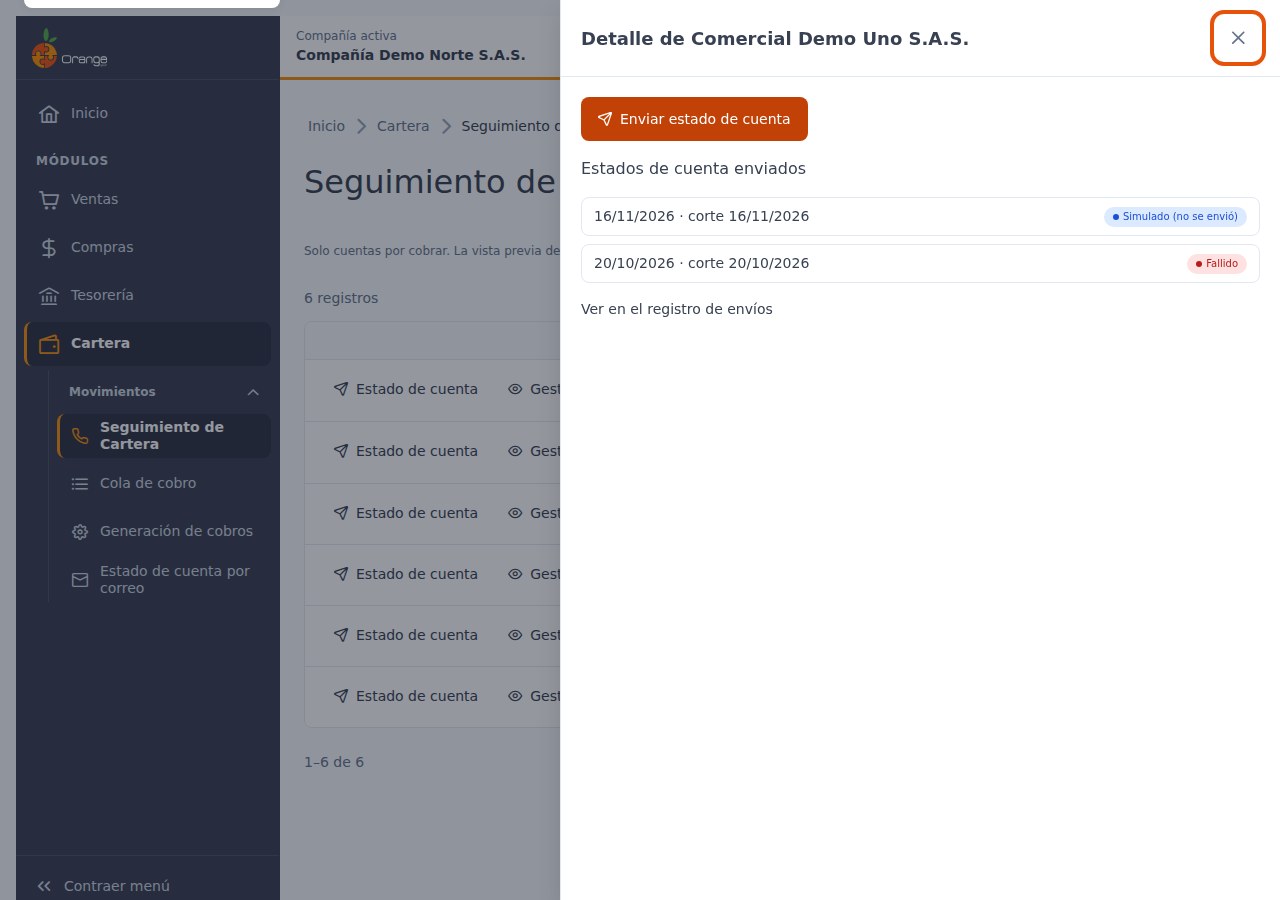 Orange
Inicio
MÓDULOS
Ventas
Compras
Tesorería
Cartera
Movimientos
Seguimiento de
Cartera
Cola de cobro
Generación de cobros
Estado de cuenta por
correo
Contraer menú
Compañía activa
Compañía Demo Norte S.A.S.
Inicio
Cartera
Seguimiento
Seguimiento de
Solo cuentas por cobrar. La vista previa de
6 registros
Estado de cuenta
Estado de cuenta
Estado de cuenta
Estado de cuenta
Estado de cuenta
Estado de cuenta
1–6 de 6
Detalle de Comercial Demo Uno S.A.S.
Enviar estado de cuenta
Estados de cuenta enviados
16/11/2026 · corte 16/11/2026 Simulado (no se envió)
20/10/2026 · corte 20/10/2026 Fallido
Ver en el registro de envíos